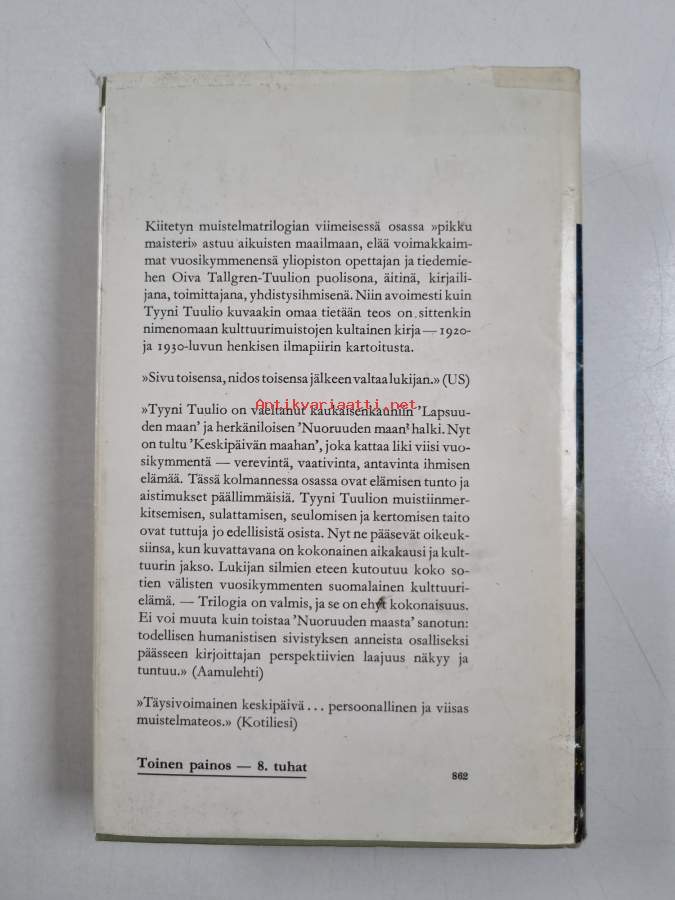 Kiitetyn muistelmatrilogian viimeisessä osassa »pikku
maisteri» astuu aikuisten maailmaan, elää voimakkaim-
mat vuosikymmenensä yliopiston opettajan ja tiedemie-
hen Oiva Tallgren-Tuulion puolisona, äitinä, kirjaili-
jana, toimittajana, yhdistysihmisenä. Niin avoimesti kuin
Tyyni Tuulio kuvaakin omaa tietään teos on sittenkin
nimenomaan kulttuurimuistojen kultainen kirja — 1920-
ja 1930-luvun henkisen ilmapiirin kartoitusta.
»Sivu toisensa, nidos toisensa jälkeen valtaa lukijan.» (US)
Antikvariaatti.net
»Tyyni Tuulio on vaeltanut kaukaisenkauniin 'Lapsuu-
den maan' ja herkäniloisen 'Nuoruuden maan' halki. Nyt
on tultu 'Keskipäivän maahan', joka kattaa liki viisi vuo-
sikymmentä — verevintä, vaativinta, antavinta ihmisen
elämää. Tässä kolmannessa osassa ovat elämisen tunto ja
aistimukset päällimmäisiä. Tyyni Tuulion muistiinmer-
kitsemisen, sulattamisen, seulomisen ja kertomisen taito
ovat tuttuja jo edellisistä osista. Nyt ne pääsevät oikeuk-
siinsa, kun kuvattavana on kokonainen aikakausi ja kult-
tuurin jakso. Lukijan silmien eteen kutoutuu koko so-
tien välisten vuosikymmenten suomalainen kulttuuri-
elämä. — Trilogia on valmis, ja se on ehyt kokonaisuus.
Ei voi muuta kuin toistaa 'Nuoruuden maasta' sanotun:
todellisen humanistisen sivistyksen anneista osalliseksi
päässeen kirjoittajan perspektiivien laajuus näkyy ja
tuntuu.» (Aamulehti)
»Täysivoimainen keskipäivä... persoonallinen ja viisas
muistelmateos.» (Kotiliesi)
Toinen painos — 8. tuhat
862